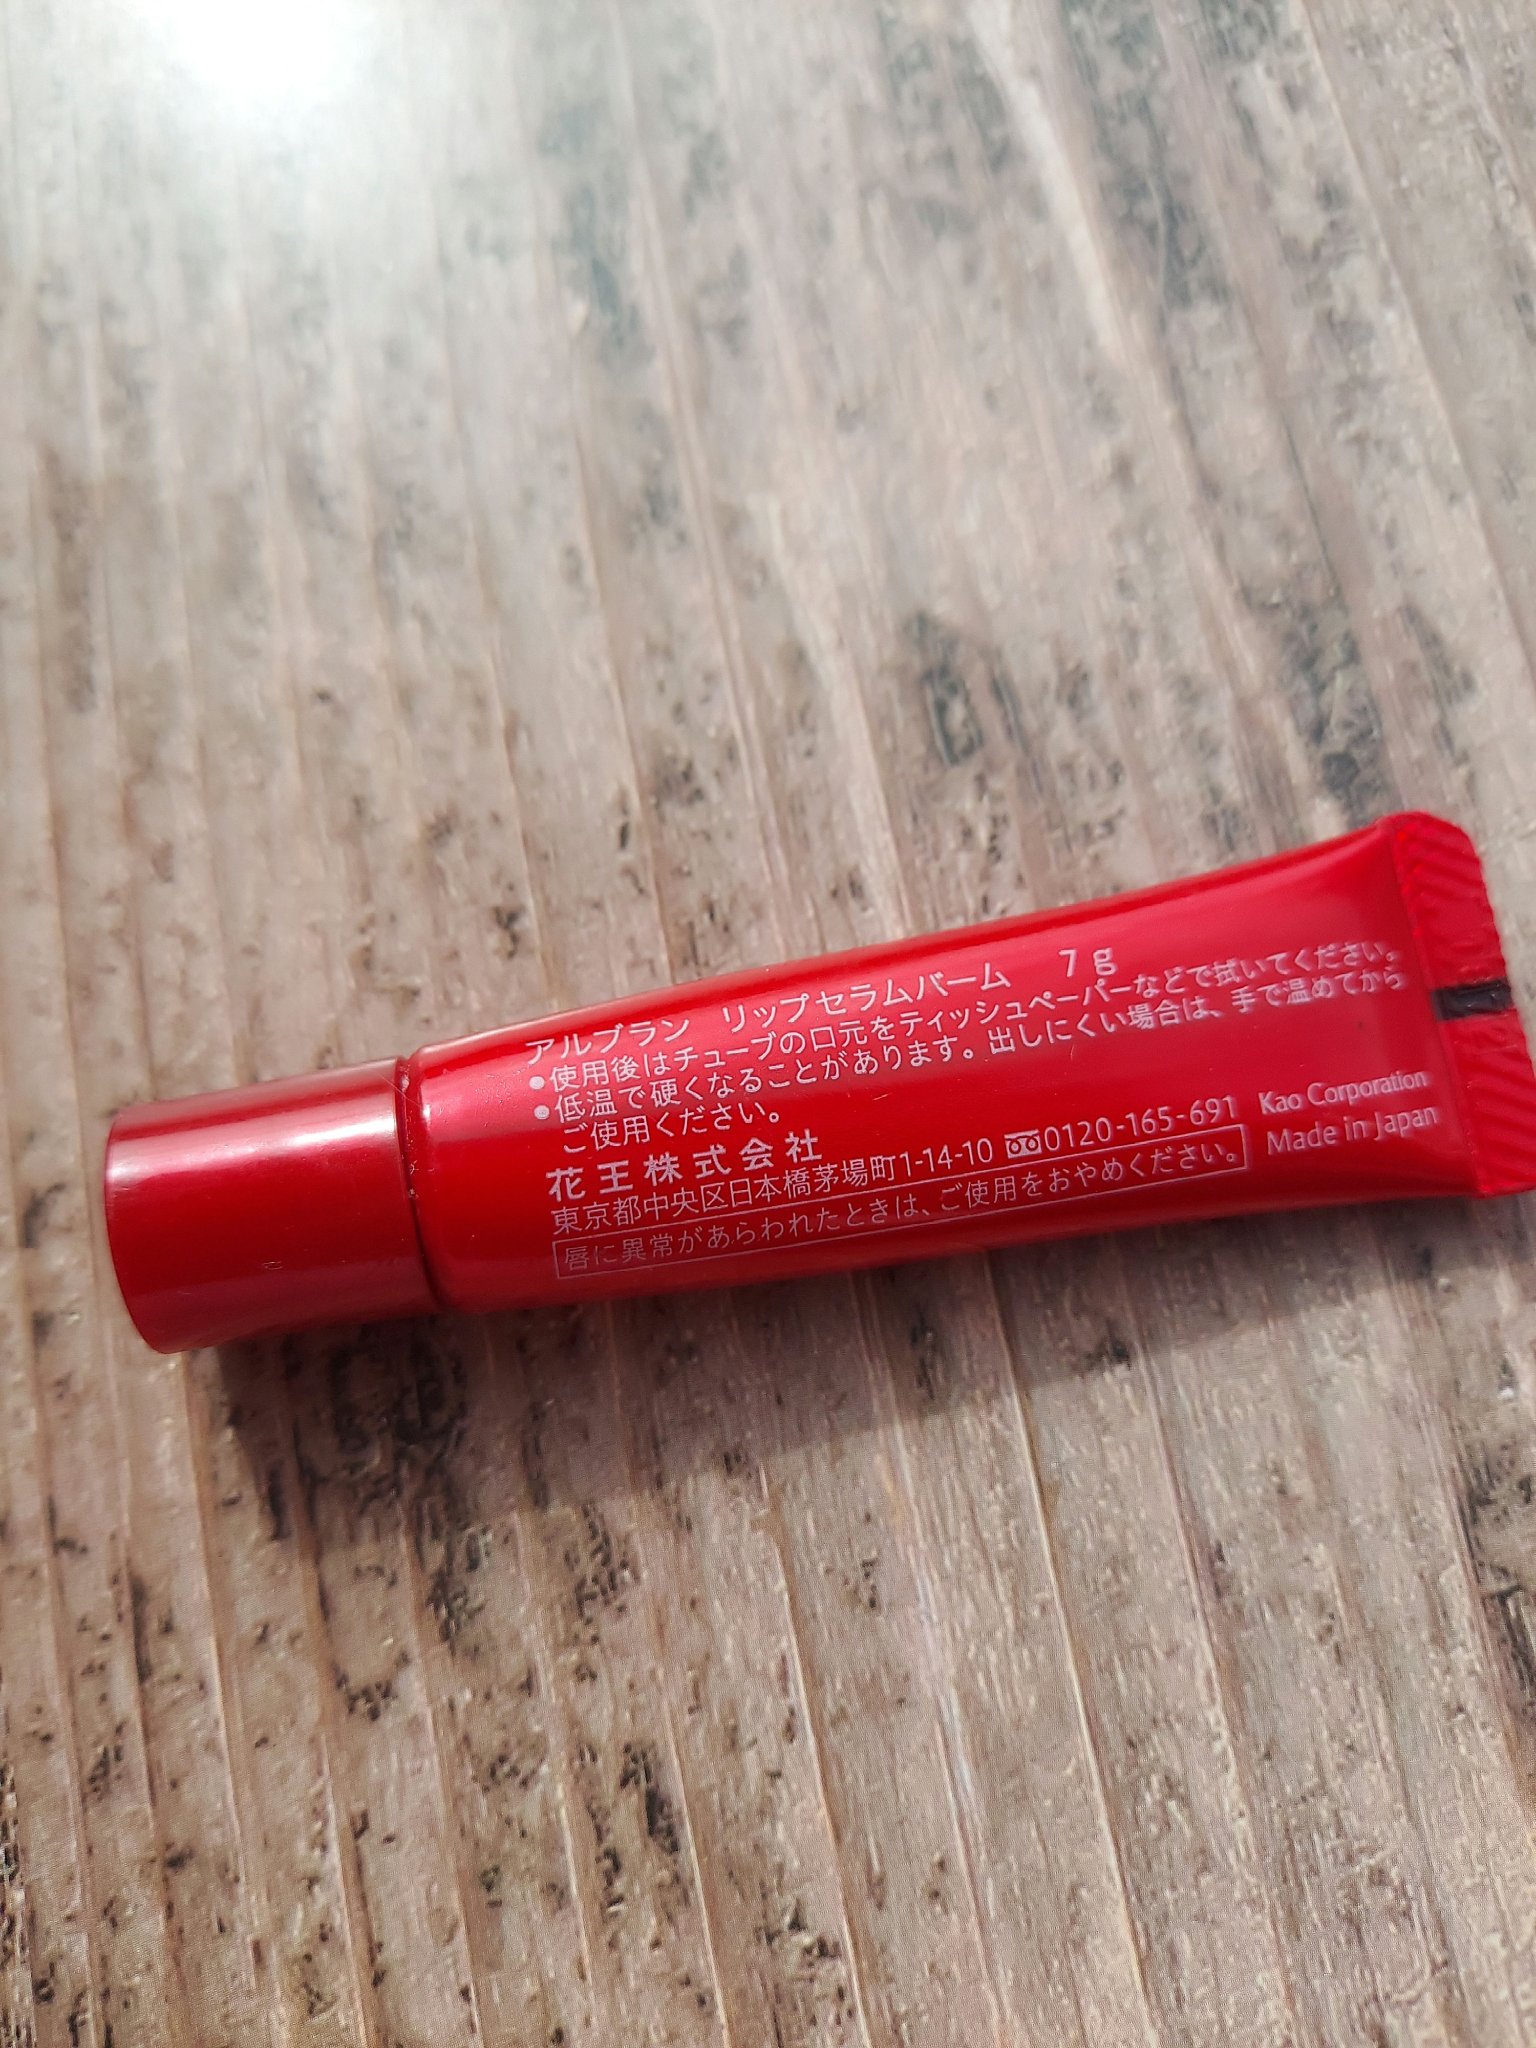 アルブラン リップセラムバーム 7g
•使用後はチューブの口元をティッシュペーパーなどで拭いてください。
•低温で硬くなることがあります。出しにくい場合は、手で温めてから
ご使用ください。
花王株式会社
東京都中央区日本橋茅場町1-14-10 0120-165-691
唇に異常があらわれたときは、ご使用をおやめください。
Kao Corporation
Made in Japan